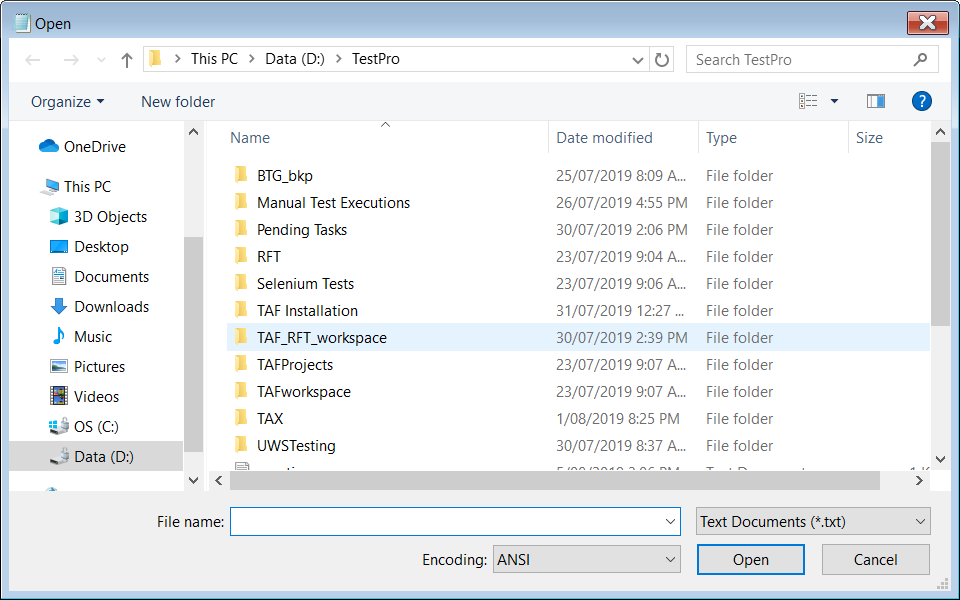 Open
This PC > Data (D:) > TestPro
Search TestPro
Organize
New folder
?
OneDrive
This PC
3D Objects
Desktop
Documents
Downloads
Music
Pictures
Videos
OS (C:)
Data (D:)
Name Date modified Type Size
BTG_bkp 25/07/2019 8:09 A... File folder
Manual Test Executions 26/07/2019 4:55 PM File folder
Pending Tasks 30/07/2019 2:06 PM File folder
RFT 23/07/2019 9:04 A... File folder
Selenium Tests 23/07/2019 9:06 A... File folder
TAF Installation 31/07/2019 12:27 ... File folder
TAF_RFT_workspace 30/07/2019 2:39 PM File folder
TAFProjects 23/07/2019 9:07 A... File folder
TAFworkspace 23/07/2019 9:07 A... File folder
TAX 1/08/2019 8:25 PM File folder
UWSTesting 30/07/2019 8:37 A... File folder
File name:
Text Documents (*.txt)
Encoding: ANSI
Open
Cancel